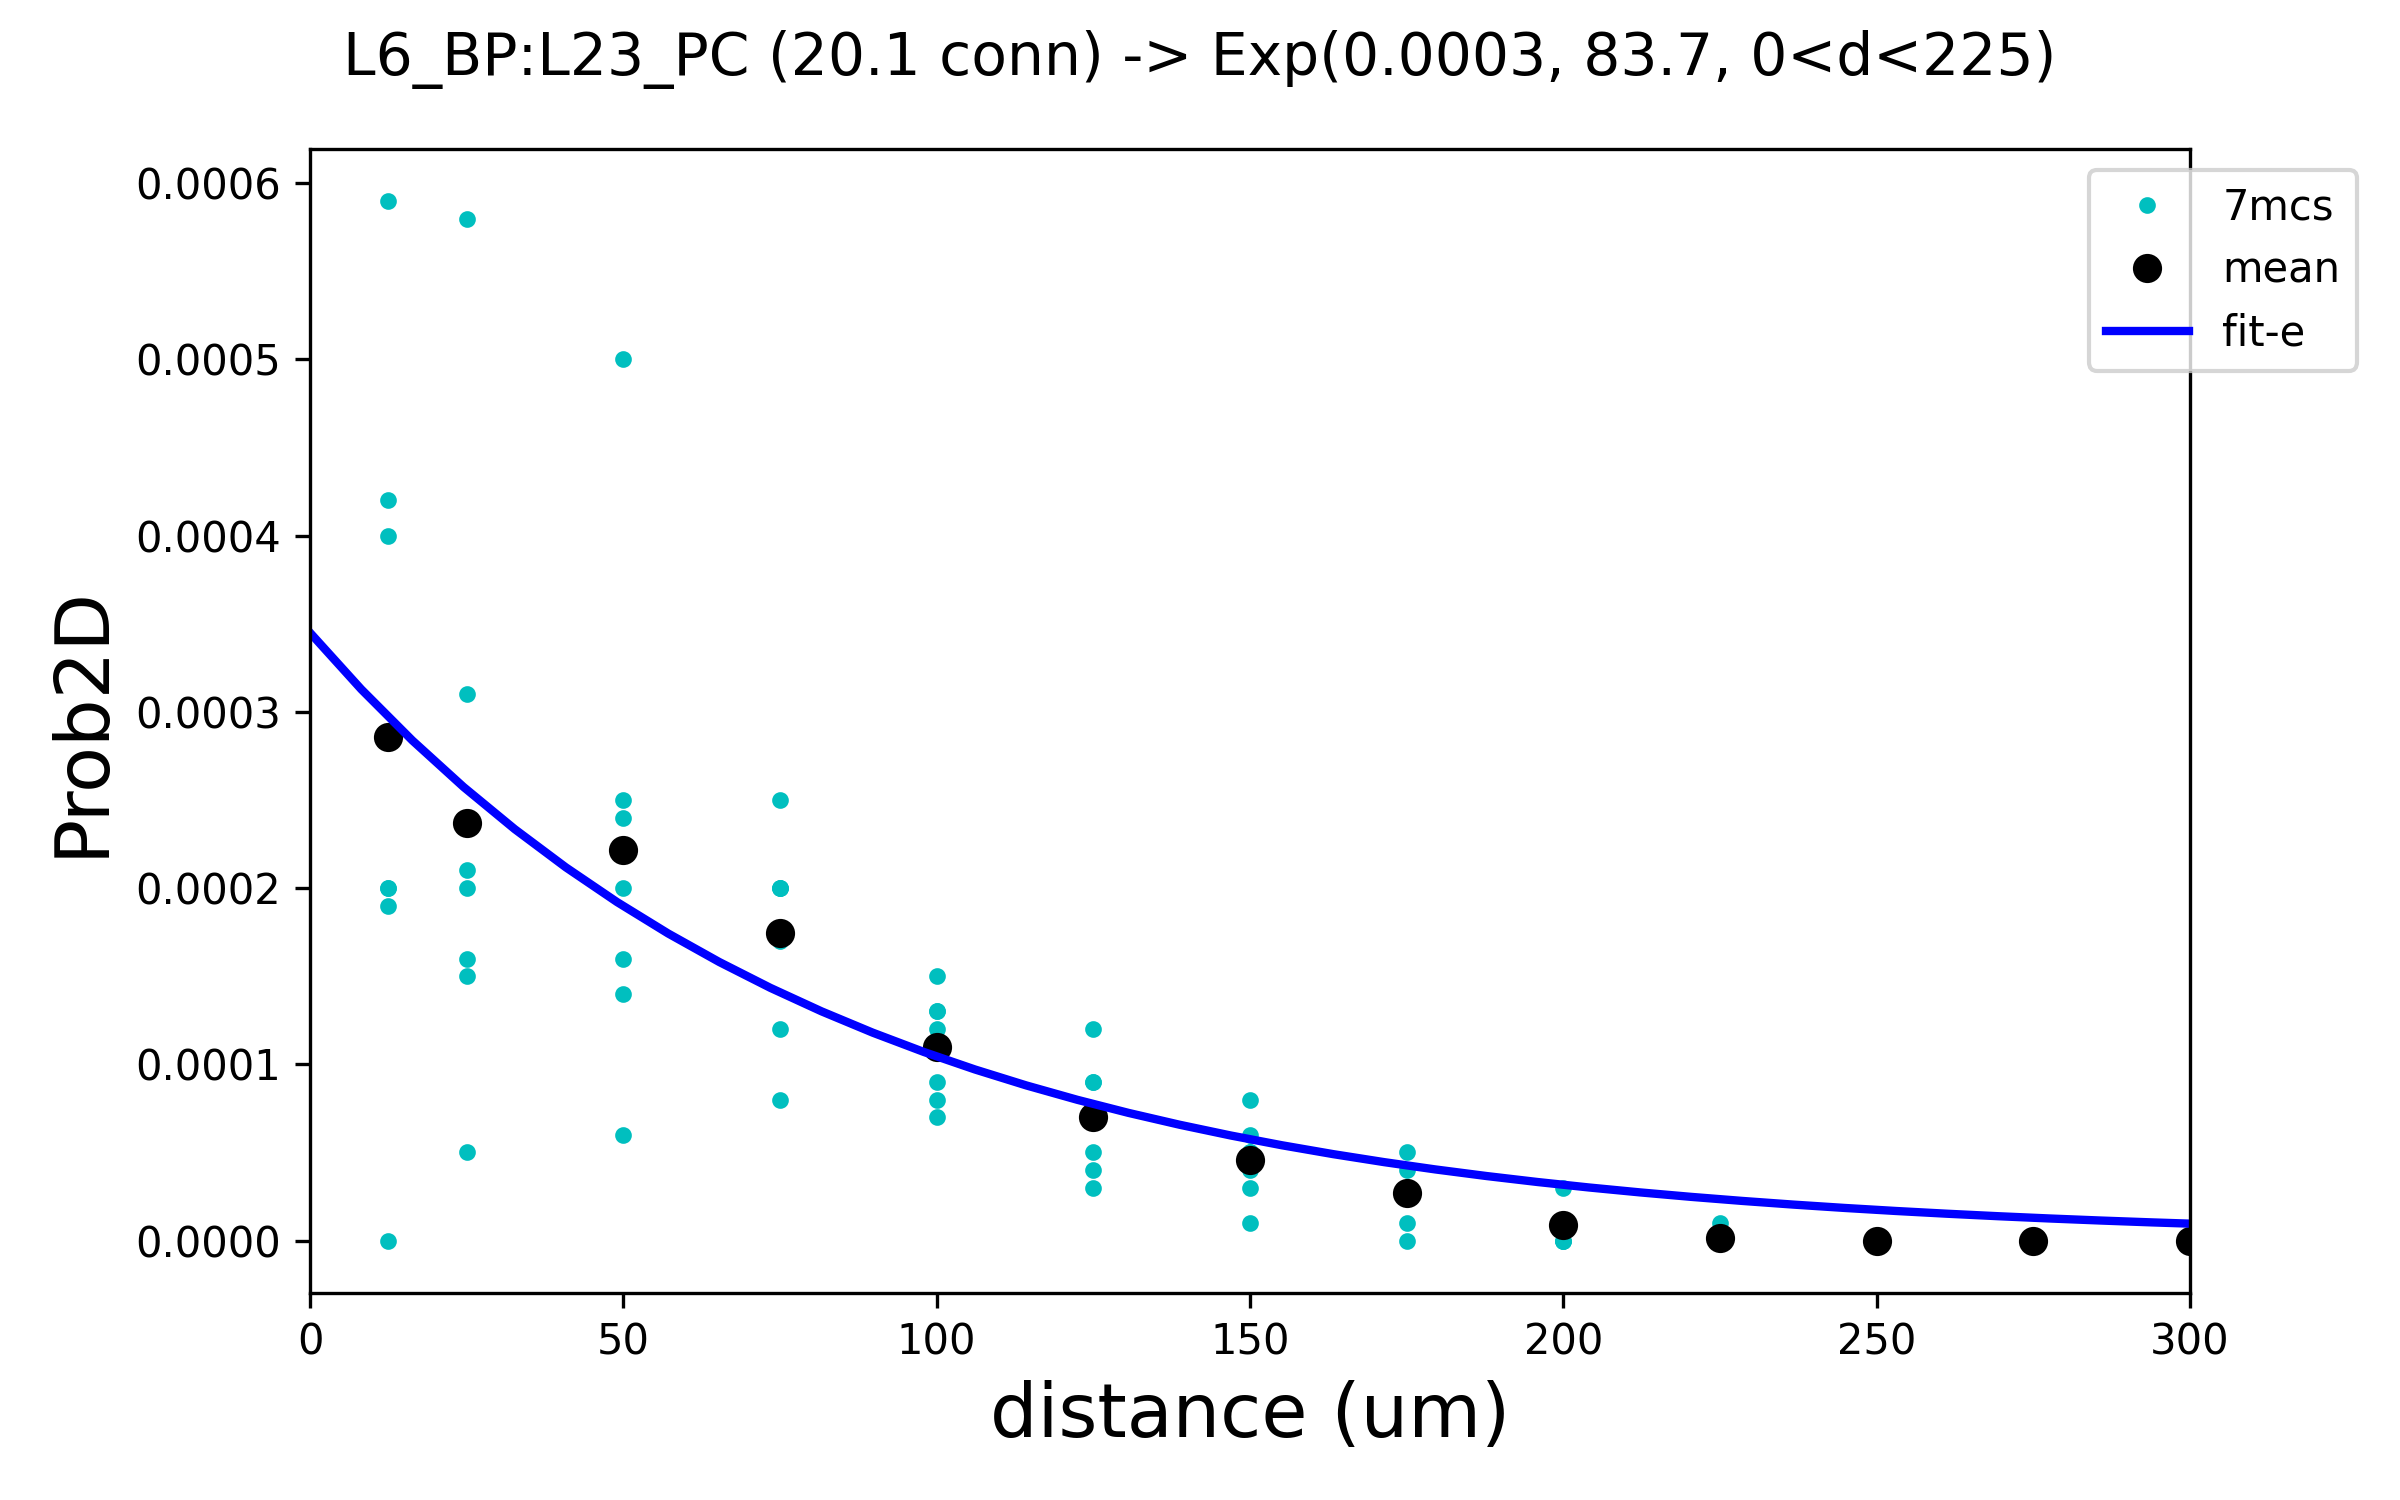 L6_BP:L23_PC (20.1 conn) -> Exp(0.0003, 83.7, 0<d<225)
7mcs
mean
fit-e
Prob2D
0.0006
0.0005
0.0004
0.0003
0.0002
0.0001
0.0000
0 50 100 150 200 250 300
distance (um)